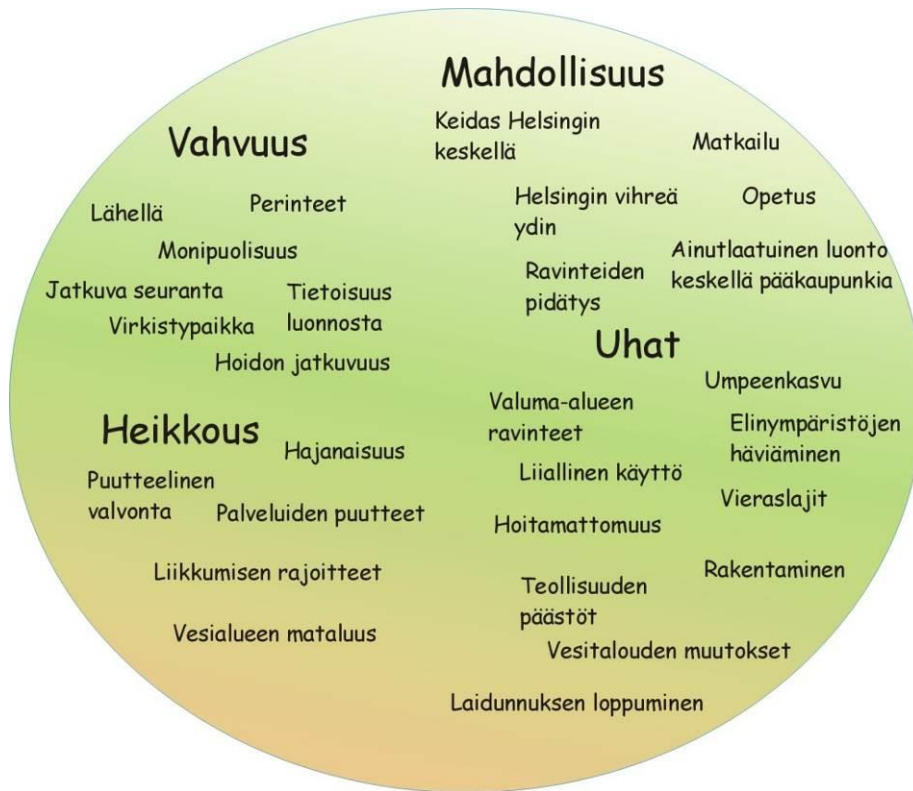 Vahvuus
Lähellä
Perinteet
Monipuolisuus
Jatkuva seuranta
Tietoisuus
luonnosta
Virkistypaikka
Hoidon jatkuvuus
Mahdollisuus
Keidas Helsingin
keskellä
Matkailu
Helsingin vihreä
ydin
Opetus
Ravinteiden
pidätys
Ainutlaatuinen luonto
keskellä pääkaupunkia
Heikkous
Hajanaisuus
Puutteelinen
valvonta
Palveluiden puutteet
Liikkumisen rajoitteet
Vesialueen mataluus
Uhat
Umpeenkasvu
Valuma-alueen
ravinteet
Elinympäristöjen
häviäminen
Liiallinen käyttö
Vieraslajit
Hoitamattomuus
Rakentaminen
Teollisuuden
päästöt
Vesitalouden muutokset
Laidunnuksen loppuminen